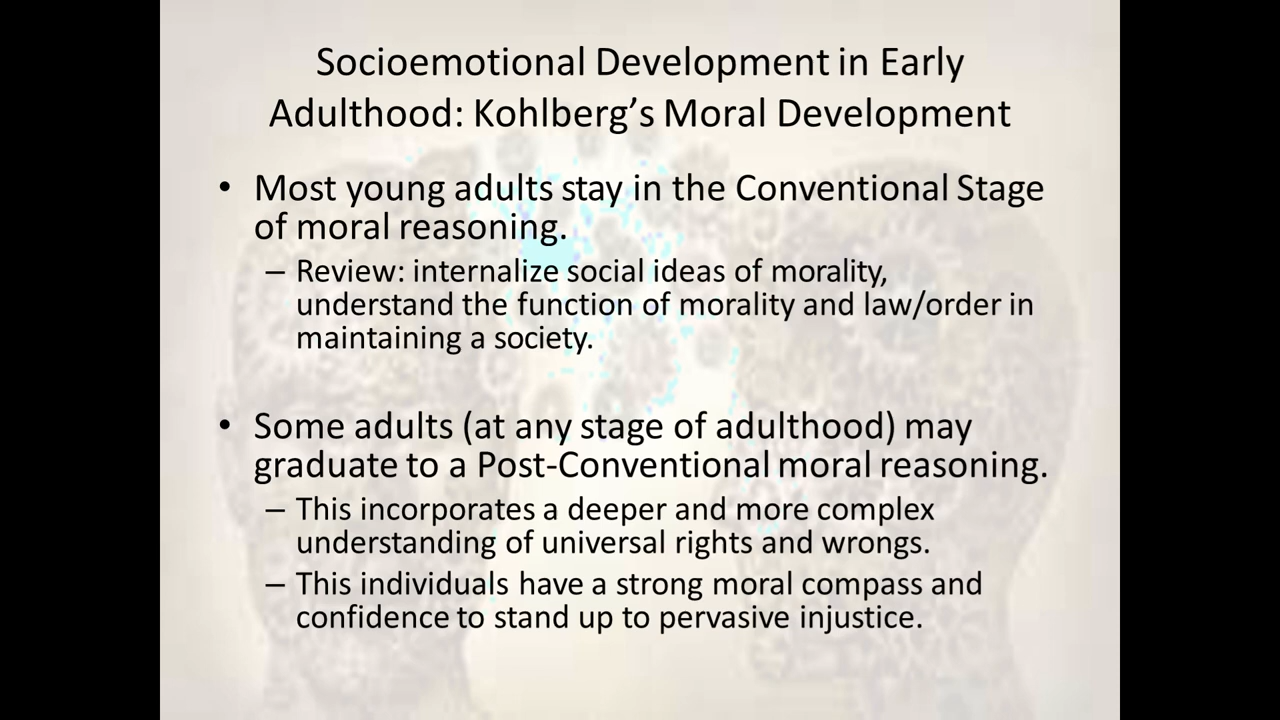 Socioemotional Development in Early
Adulthood: Kohlberg’s Moral Development
• Most young adults stay in the Conventional Stage
of moral reasoning.
– Review: internalize social ideas of morality,
understand the function of morality and law/order in
maintaining a society.
• Some adults (at any stage of adulthood) may
graduate to a Post-Conventional moral reasoning.
– This incorporates a deeper and more complex
understanding of universal rights and wrongs.
– This individuals have a strong moral compass and
confidence to stand up to pervasive injustice.